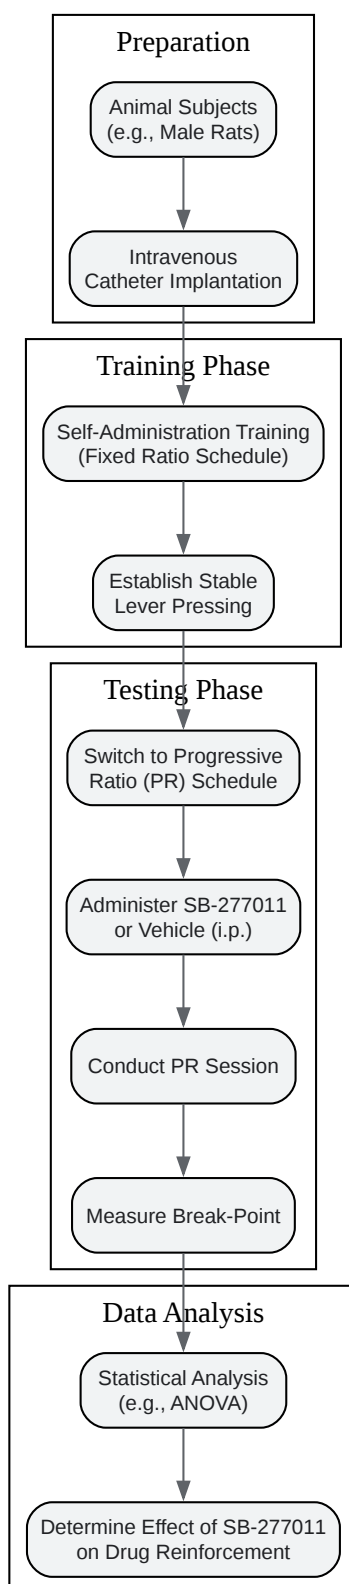 Preparation
Animal Subjects
(e.g., Male Rats)
Intravenous
Catheter Implantation
Training Phase
Self-Administration Training
(Fixed Ratio Schedule)
Establish Stable
Lever Pressing
Testing Phase
Switch to Progressive
Ratio (PR) Schedule
Administer SB-277011
or Vehicle (i.p.)
Conduct PR Session
Measure Break-Point
Data Analysis
Statistical Analysis
(e.g., ANOVA)
Determine Effect of SB-277011
on Drug Reinforcement